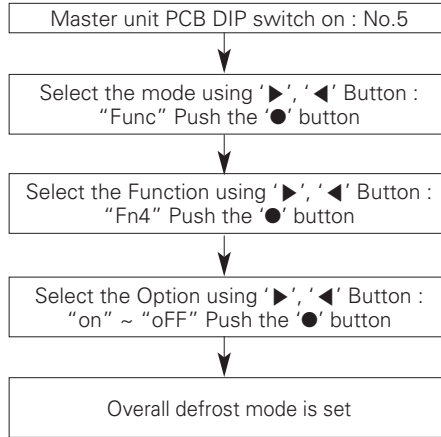 Master unit PCB DIP switch on : No.5
Select the mode using ‘▶’, ‘◀’ Button :
“Func” Push the ‘●’ button
Select the Function using ‘▶’, ‘◀’ Button :
“Fn4” Push the ‘●’ button
Select the Option using ‘▶’, ‘◀’ Button :
“on” ~ “oFF” Push the ‘●’ button
Overall defrost mode is set